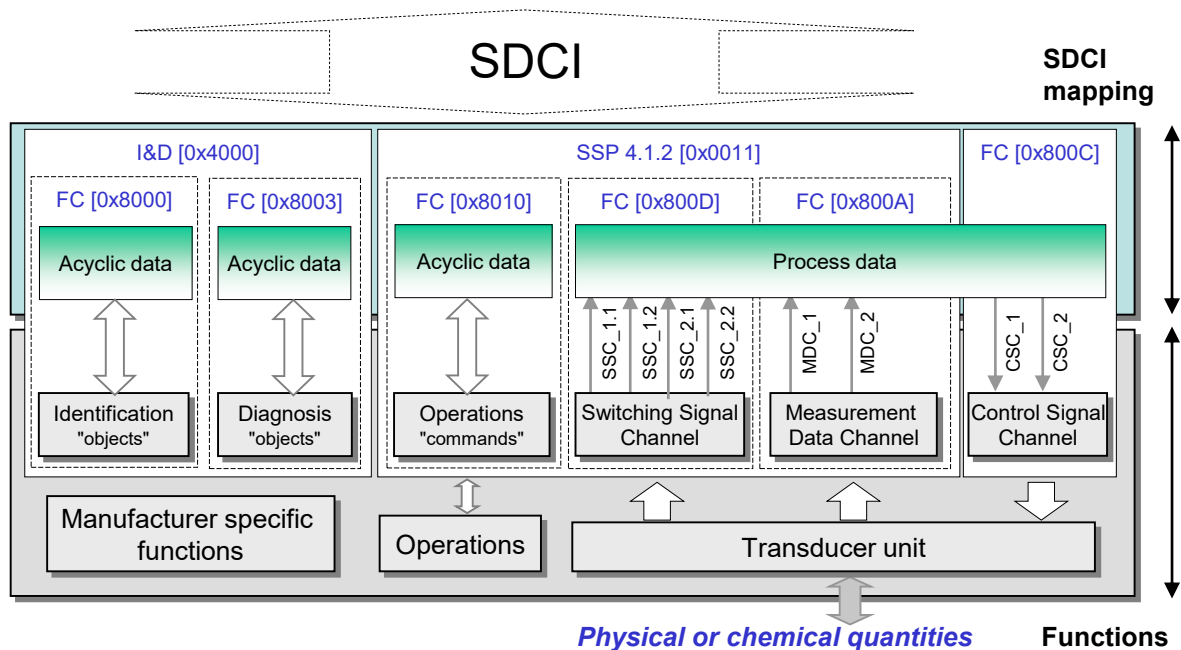 SDCI
SDCI
mapping
I&D [0x4000]
SSP 4.1.2 [0x0011]
FC [0x800C]
FC [0x8000]
FC [0x8003]
FC [0x8010]
FC [0x800D]
FC [0x800A]
Acyclic data
Acyclic data
Acyclic data
Process data
SSC_1.1
SSC_1.2
SSC_2.1
SSC_2.2
MDC_1
MDC_2
CSC_1
CSC_2
Identification
"objects"
Diagnosis
"objects"
Operations
"commands"
Switching Signal
Channel
Measurement
Data Channel
Control Signal
Channel
Manufacturer specific
functions
Operations
Transducer unit
Physical or chemical quantities
Functions